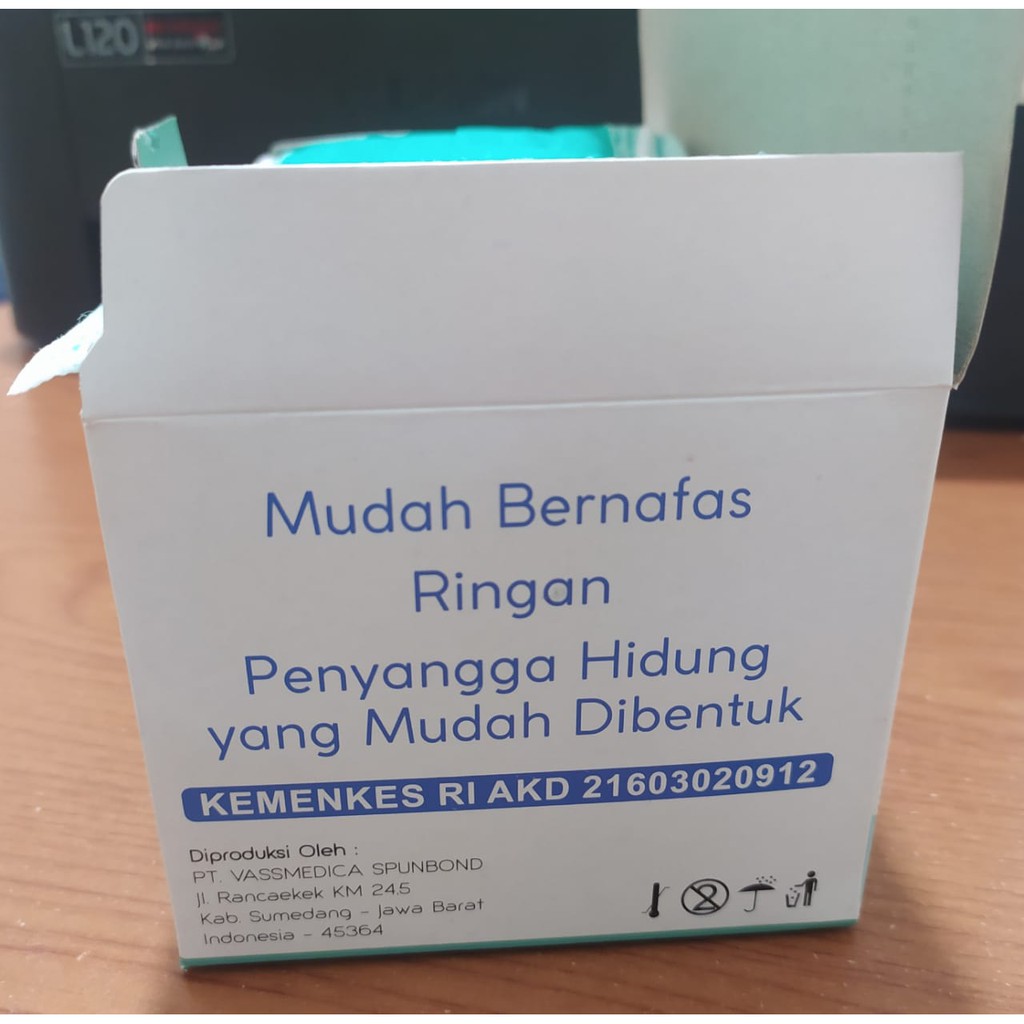 L120
Mudah Bernafas
Ringan
Penyangga Hidung
yang Mudah Dibentuk
KEMENKES RI AKD 21603020912
Diproduksi Oleh :
PT. VASSMEDICA SPUNBOND
Jl. Rancaekek KM 24.5
Kab. Sumedang - Jawa Barat
Indonesia - 45364